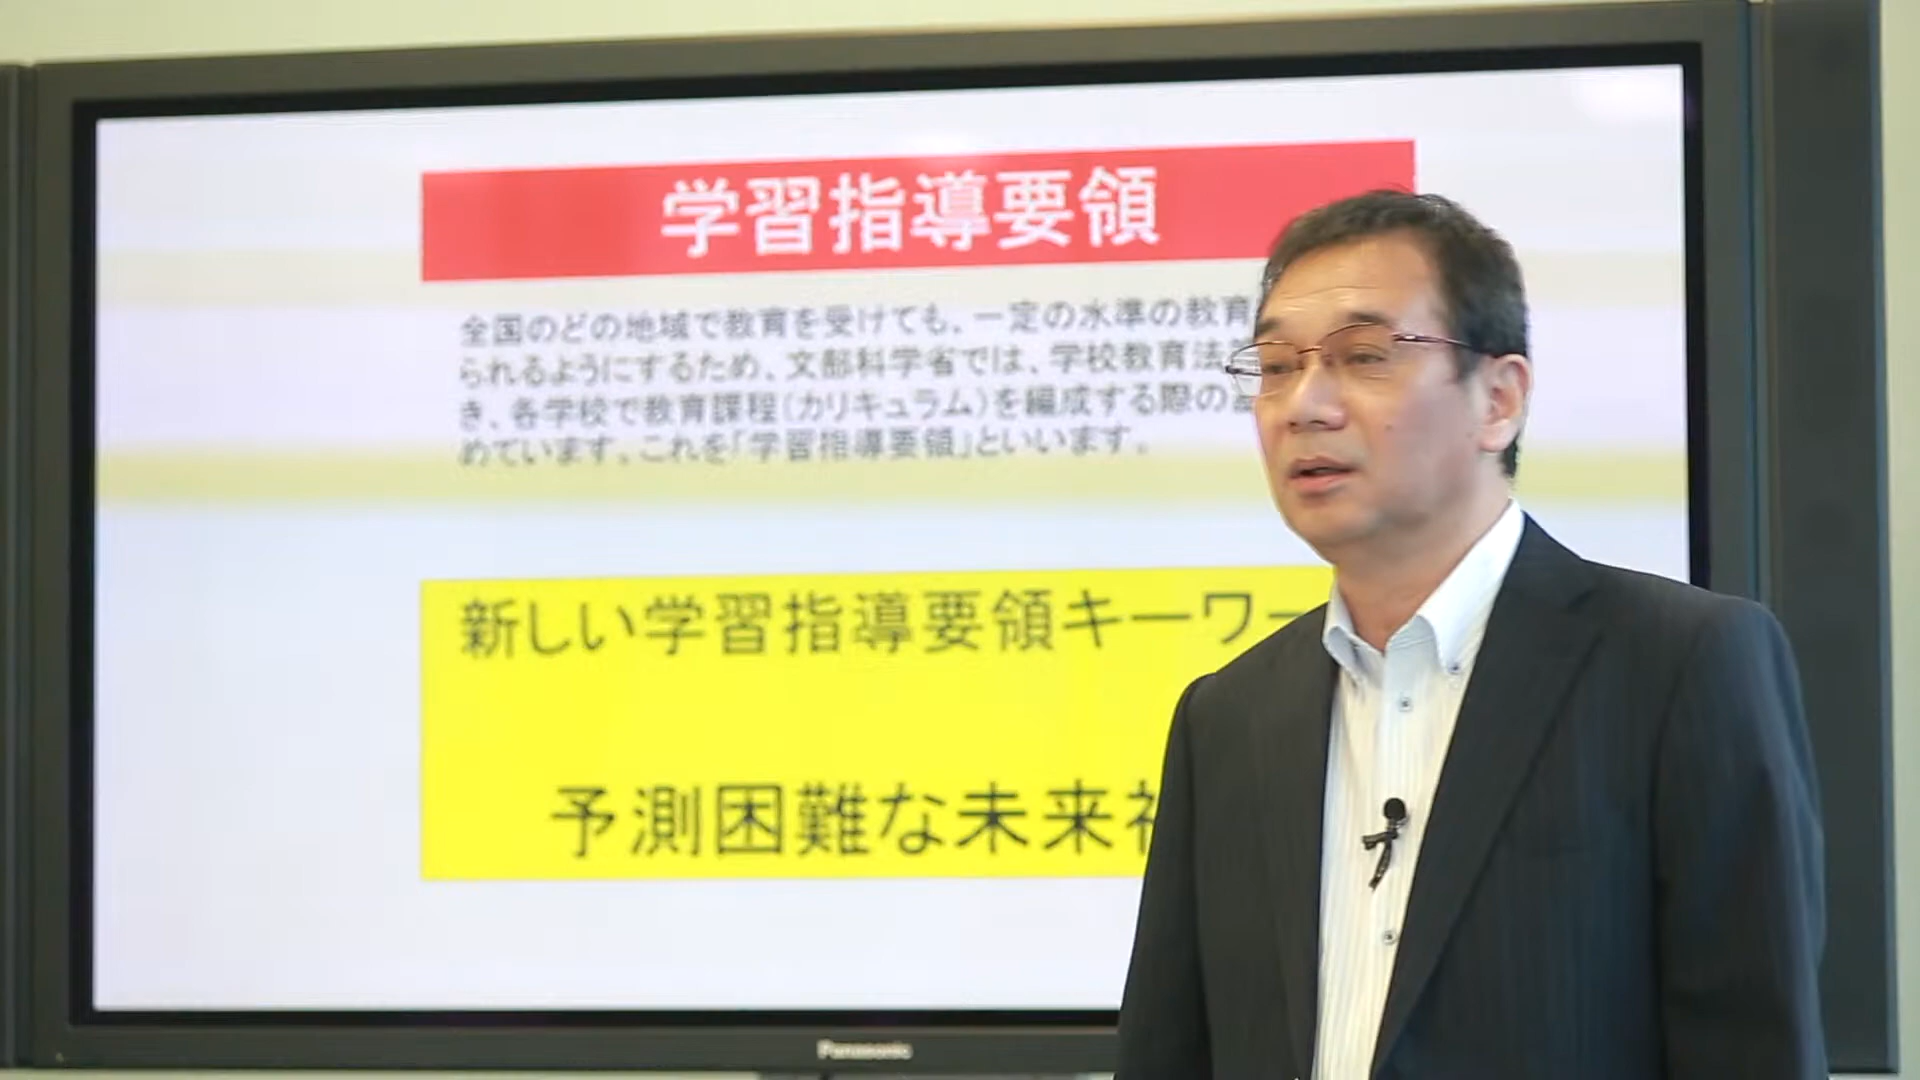 学習指導要領
全国のどの地域で教育を受けても、一定の水準の教育
られるようにするため、文部科学省では、学校教育法
き、各学校で教育課程(カリキュラム)を編成する際の
めています。これを「学習指導要領」といいます。
新しい学習指導要領キーワー
予測困難な未来
Panasonic